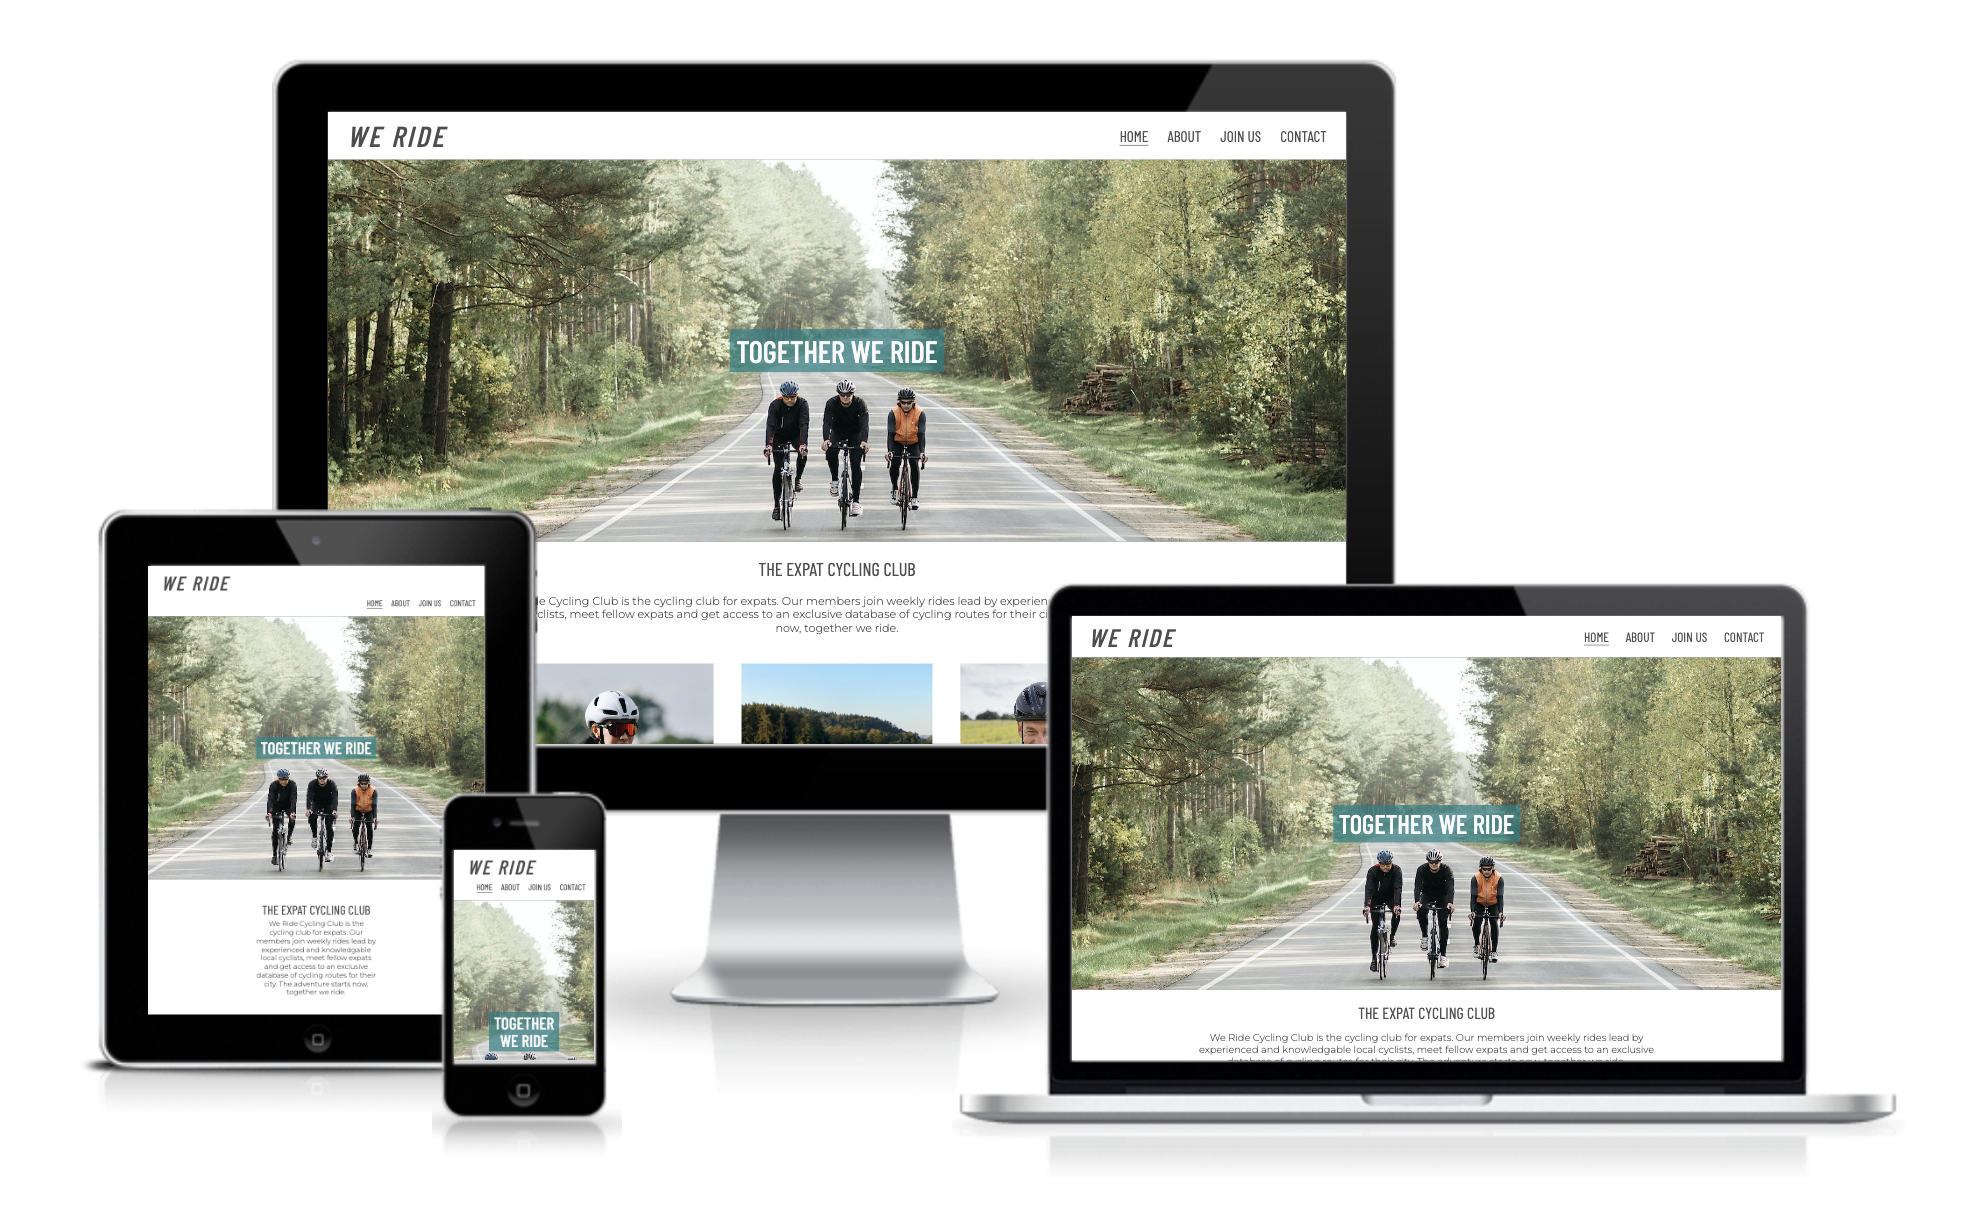 WE RIDE
HOME ABOUT JOIN US CONTACT
TOGETHER WE RIDE
THE EXPAT CYCLING CLUB
Cycling Club is the cycling club for expats. Our members join weekly rides lead by
meet fellow expats and get access to an exclusive database of cycling routes for their
now, together we ride.
WE RIDE
HOME ABOUT JOIN US CONTACT
TOGETHER WE RIDE
THE EXPAT CYCLING CLUB
We Ride Cycling Club is the
cycling club for expats. Our
members join weekly rides lead by
experienced and knowledgable
local cyclists, meet fellow expats
and get access to an exclusive
database of cycling routes for their
city. The adventure starts now,
together we ride.
WE RIDE
HOME ABOUT JOIN US CONTACT
TOGETHER
WE RIDE
WE RIDE
HOME ABOUT JOIN US CONTACT
TOGETHER WE RIDE
THE EXPAT CYCLING CLUB
We Ride Cycling Club is the cycling club for expats. Our members join weekly rides lead by
experienced and knowledgable local cyclists, meet fellow expats and get access to an exclusive